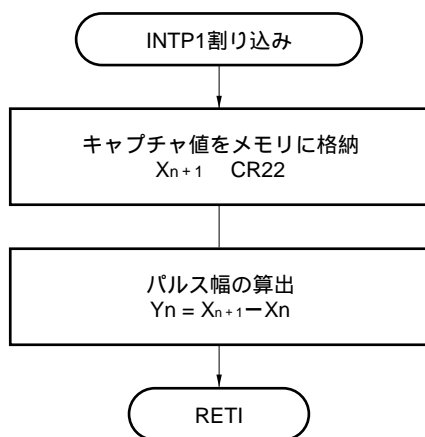 INTP1割り込み
キャプチャ値をメモリに格納
Xn+1 CR22
パルス幅の算出
Yn = Xn+1－Xn
RETI